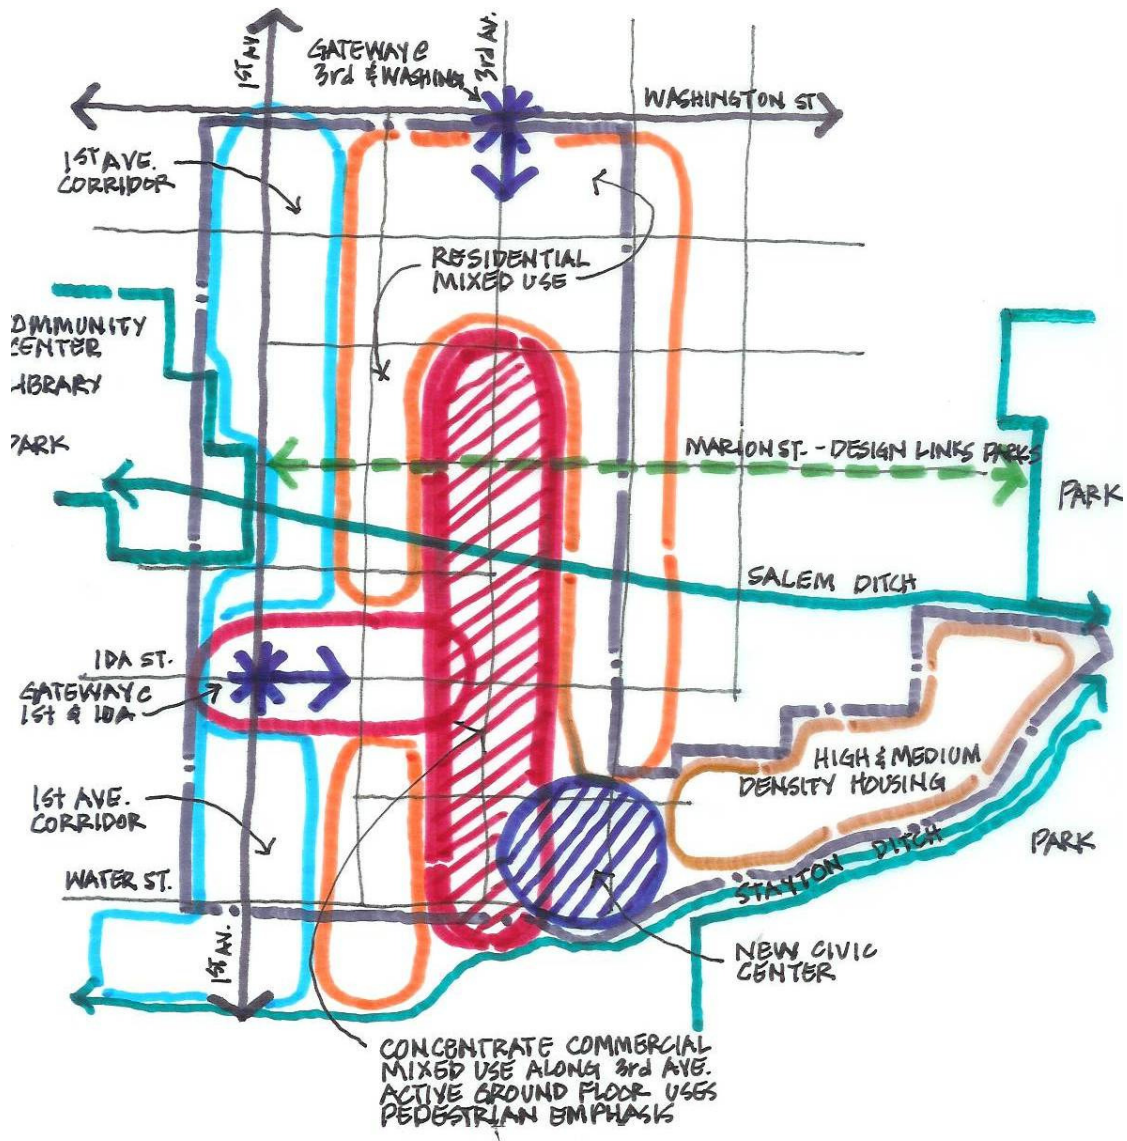 1ST AV.
GATEWAY @
3rd & WASHING
3rd AV.
WASHINGTON ST
1ST AVE.
CORRIDOR
RESIDENTIAL
MIXED USE
OMMUNITY
CENTER
LIBRARY
PARK
MARION ST. - DESIGN LINKS PARKS
PARK
SALEM DITCH
IDA ST.
GATEWAY @
1ST & IDA
HIGH & MEDIUM
DENSITY HOUSING
1st AVE.
CORRIDOR
PARK
WATER ST.
STAYTON DITCH
1ST AV.
NEW CIVIC
CENTER
CONCENTRATE COMMERCIAL
MIXED USE ALONG 3rd AVE.
ACTIVE GROUND FLOOR USES
PEDESTRIAN EMPHASIS